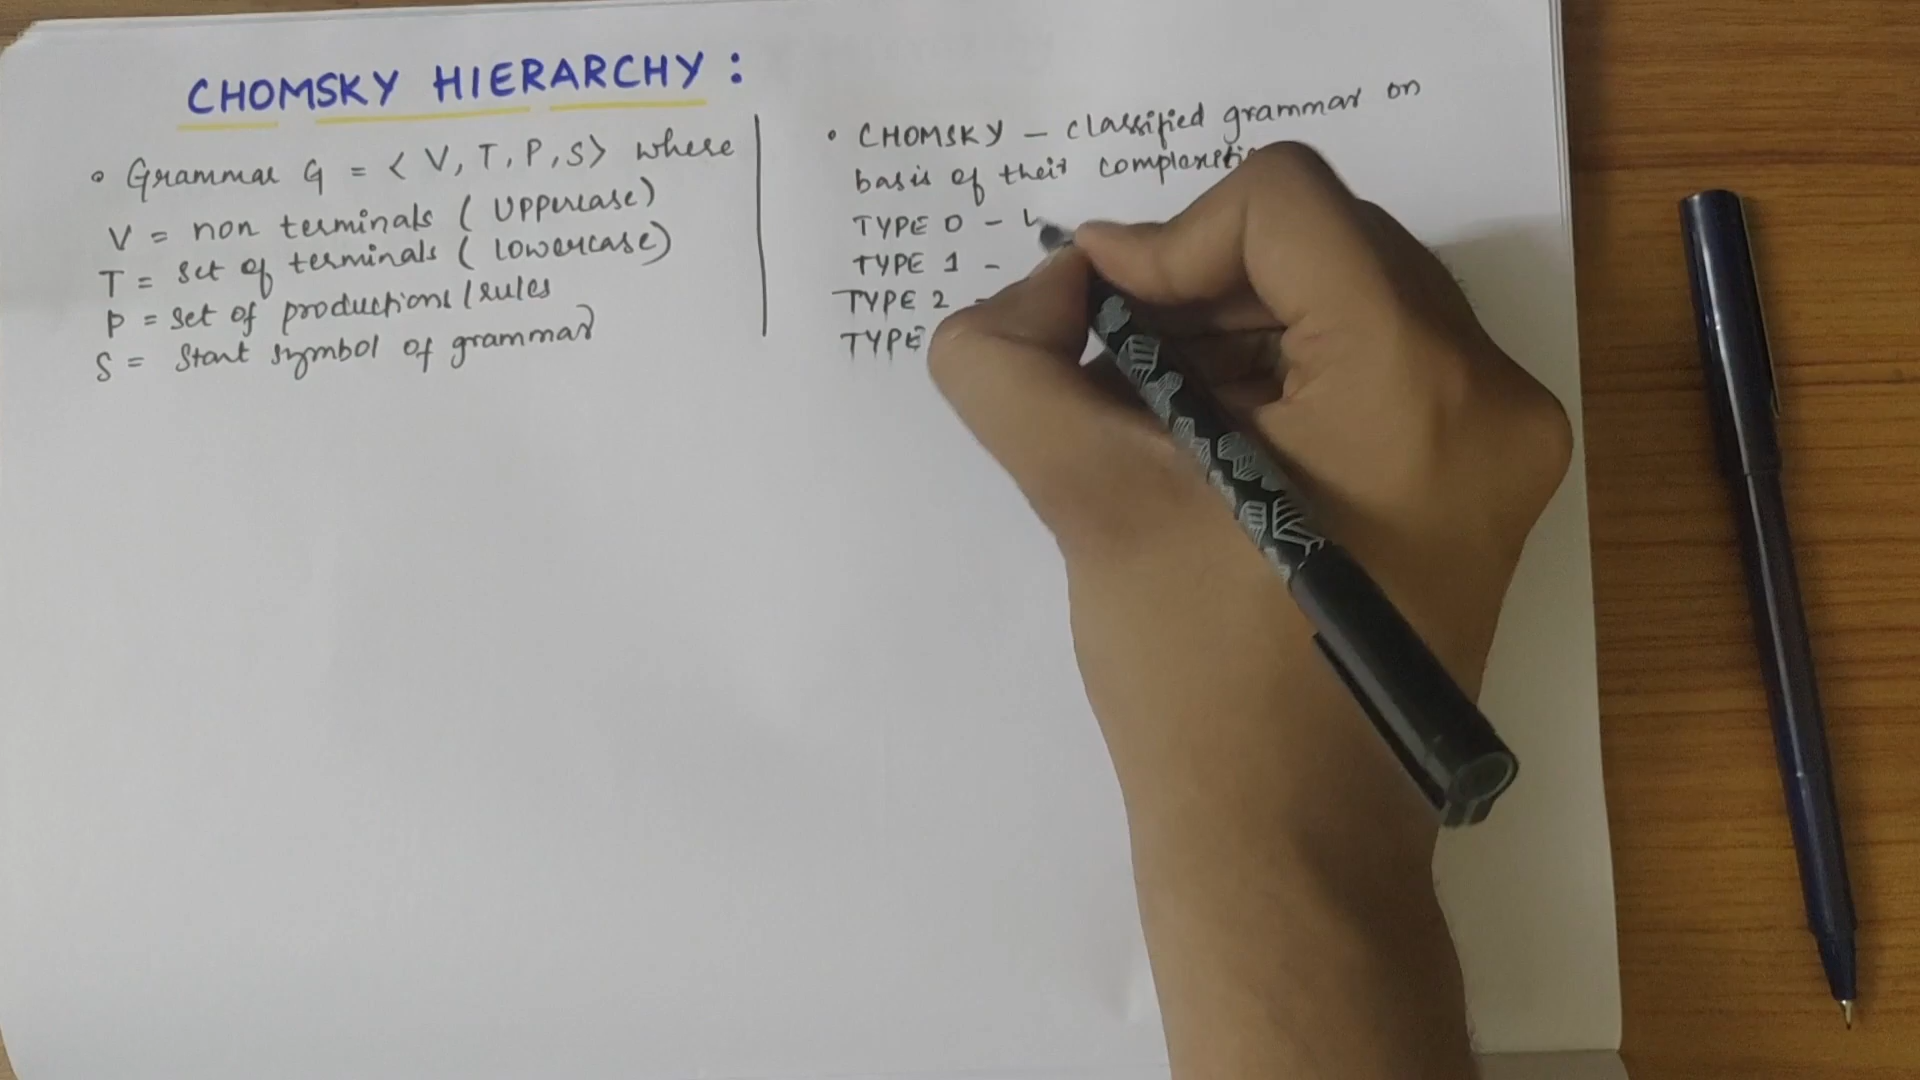 CHOMSKY HIERARCHY :
• Grammar G = < V, T, P, S> where
V = non terminals ( Uppercase)
T = set of terminals ( lowercase)
P = set of productions / rules
S = Start symbol of grammar
• CHOMSKY – classified grammar on
basis of their
TYPE 0 –
TYPE 1 –
TYPE 2 –
TYPE